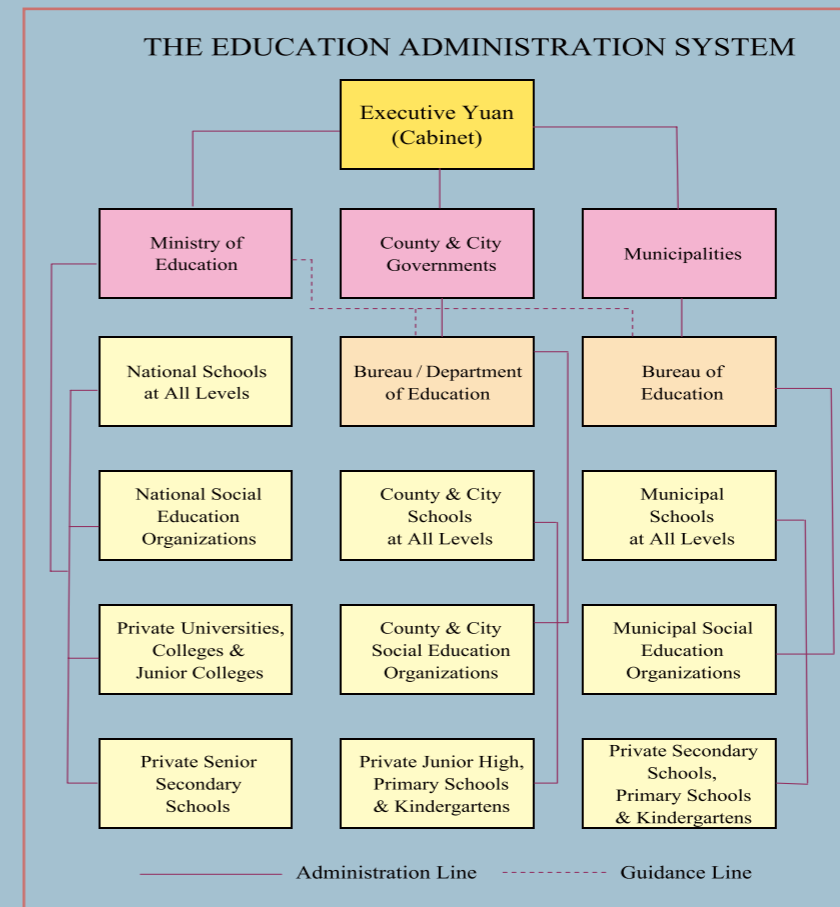 THE EDUCATION ADMINISTRATION SYSTEM
Executive Yuan
(Cabinet)
Ministry of
Education
County & City
Governments
Municipalities
National Schools
at All Levels
Bureau / Department
of Education
Bureau of
Education
National Social
Education
Organizations
County & City
Schools
at All Levels
Municipal
Schools
at All Levels
Private Universities,
Colleges &
Junior Colleges
County & City
Social Education
Organizations
Municipal Social
Education
Organizations
Private Senior
Secondary
Schools
Private Junior High,
Primary Schools
& Kindergartens
Private Secondary
Schools,
Primary Schools
& Kindergartens
Administration Line
Guidance Line